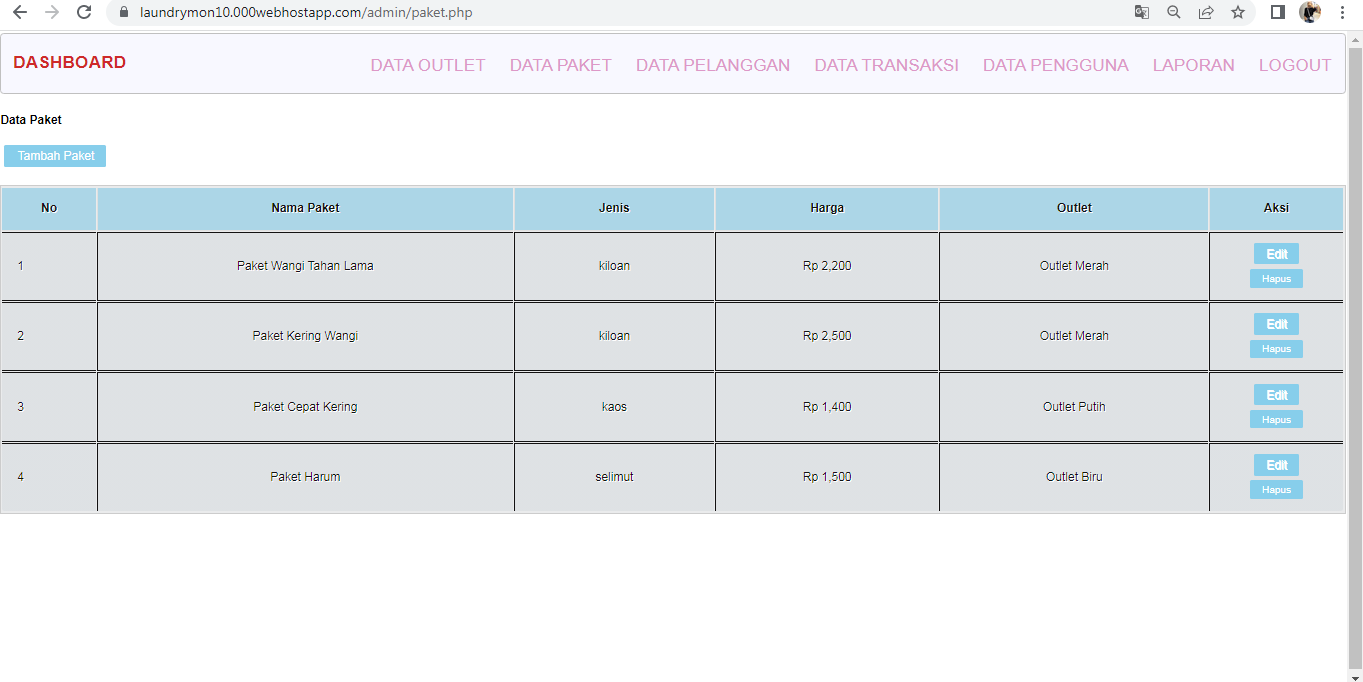 laundrymon10.000webhostapp.com/admin/paket.php
DASHBOARD DATA OUTLET DATA PAKET DATA PELANGGAN DATA TRANSAKSI DATA PENGGUNA LAPORAN LOGOUT
Data Paket
Tambah Paket
No Nama Paket Jenis Harga Outlet Aksi
1 Paket Wangi Tahan Lama kiloan Rp 2,200 Outlet Merah Edit
Hapus
2 Paket Kering Wangi kiloan Rp 2,500 Outlet Merah Edit
Hapus
3 Paket Cepat Kering kaos Rp 1,400 Outlet Putih Edit
Hapus
4 Paket Harum selimut Rp 1,500 Outlet Biru Edit
Hapus